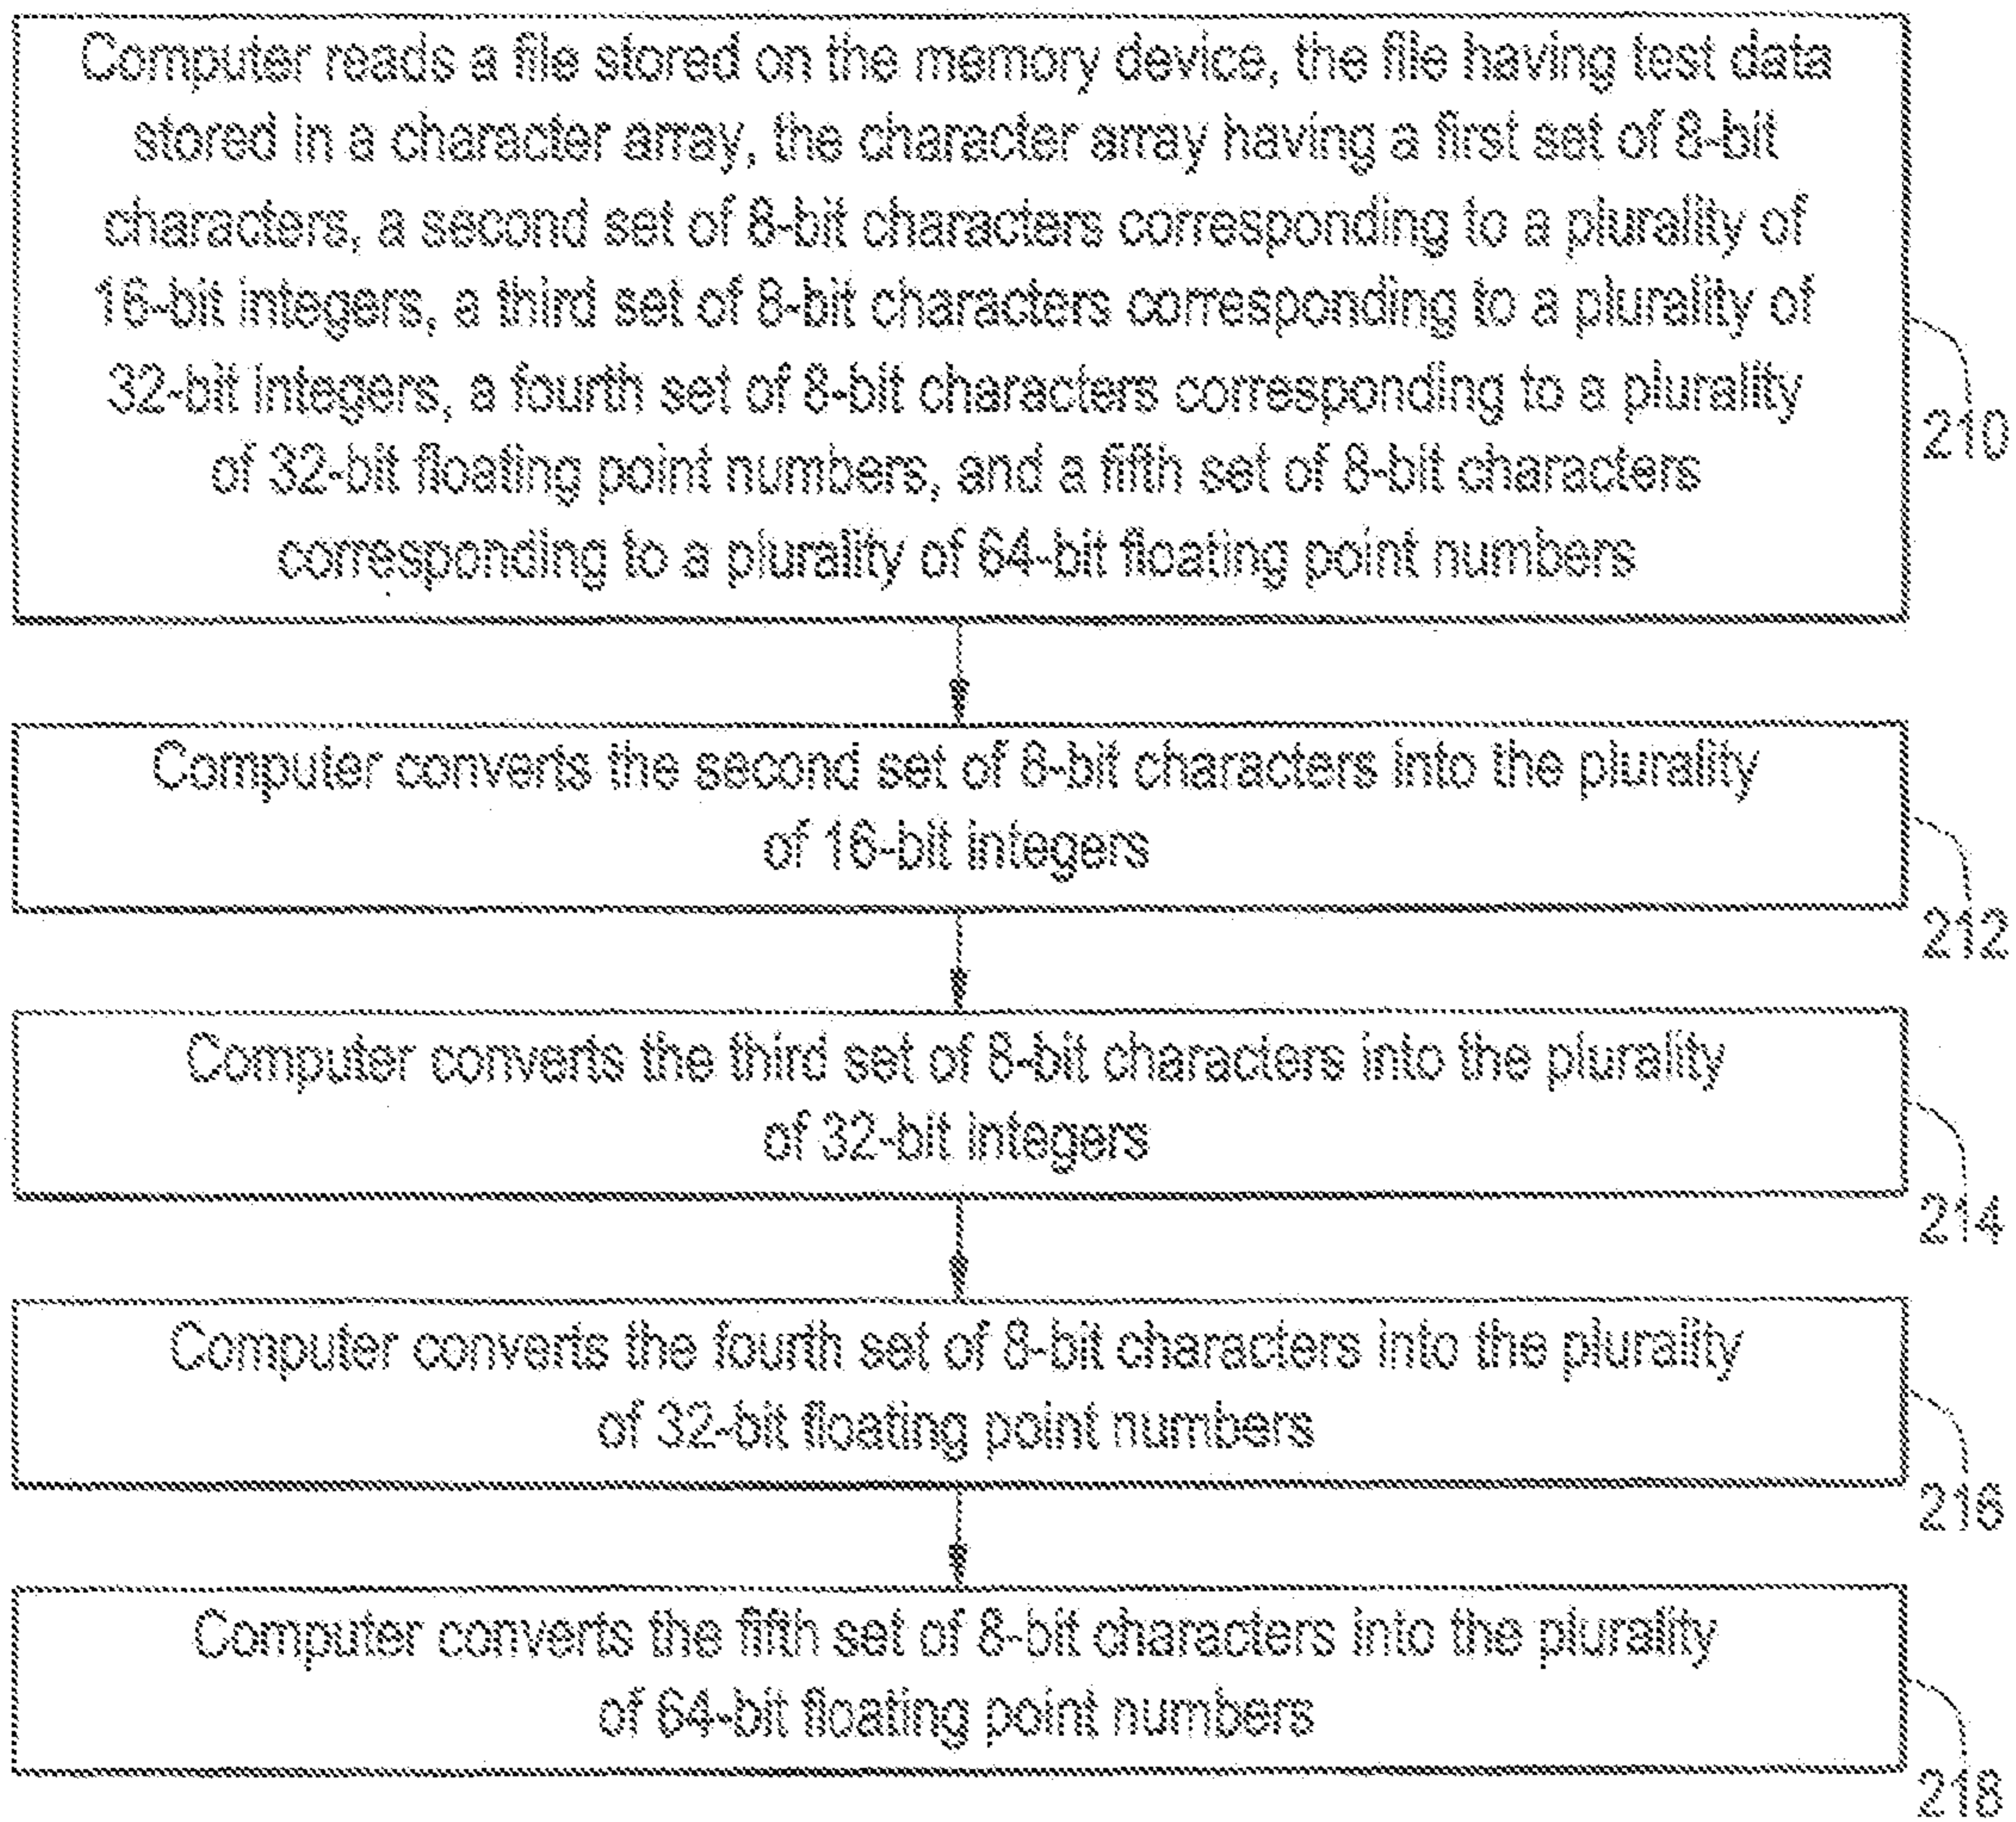 Computer reads a file stored on the memory device, the file having test data
stored in a character array, the character array having a first set of 8-bit
characters, a second set of 8-bit characters corresponding to a plurality of
16-bit integers, a third set of 8-bit characters corresponding to a plurality of
32-bit integers, a fourth set of 8-bit characters corresponding to a plurality
of 32-bit floating point numbers, and a fifth set of 8-bit characters
corresponding to a plurality of 64-bit floating point numbers
210
Computer converts the second set of 8-bit characters into the plurality
of 16-bit integers
212
Computer converts the third set of 8-bit characters into the plurality
of 32-bit integers
214
Computer converts the fourth set of 8-bit characters into the plurality
of 32-bit floating point numbers
216
Computer converts the fifth set of 8-bit characters into the plurality
of 64-bit floating point numbers
218